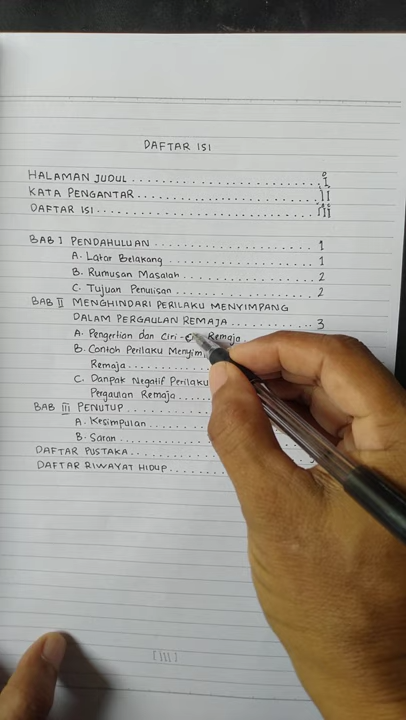 DAFTAR ISI
HALAMAN JUDUL .................... i
KATA PENGANTAR .................... II
DAFTAR ISI .................... iii
BAB I PENDAHULUAN .................... 1
A. Latar Belakang .................... 1
B. Rumusan Masalah .................... 2
C. Tujuan Penulisan .................... 2
BAB II MENGHINDARI PERILAKU MENYIMPANG
DALAM PERGAULAN REMAJA .................... 3
A. Pengertian dan Ciri-Ciri Remaja
B. Contoh Perilaku
Remaja
C. Danpak Negatif Perilaku
Pergaulan Remaja
BAB III PENUTUP
A. Kesimpulan
B. Saran
DAFTAR PUSTAKA
DAFTAR RIWAYAT HIDUP
[III]